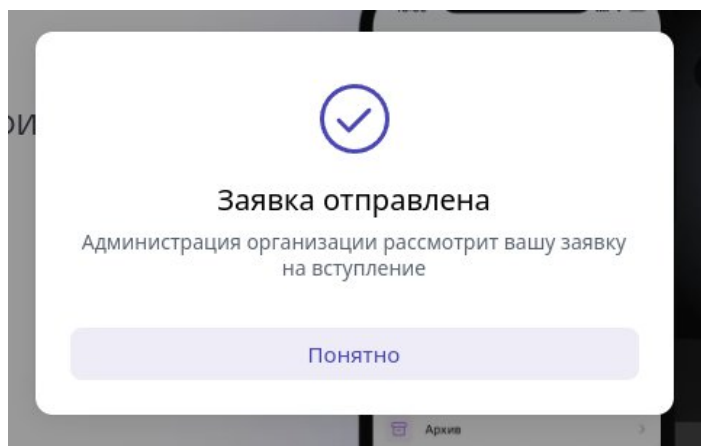 Заявка отправлена
Администрация организации рассмотрит вашу заявку
на вступление
Понятно
Архив